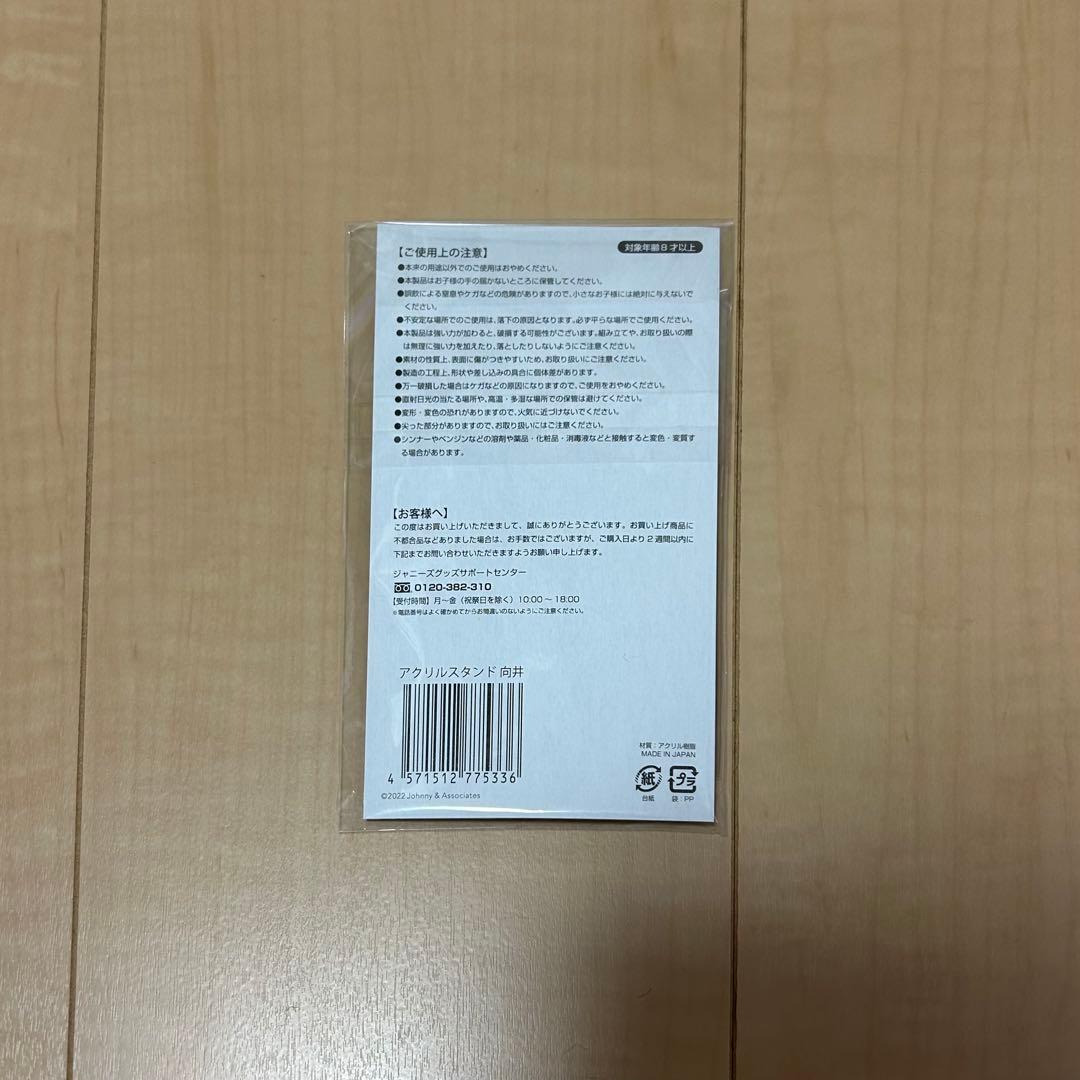 【ご使用上の注意】
対象年齢8才以上
●本来の用途以外でのご使用はおやめください。
●本製品はお子様の手の届かないところに保管してください。
●誤飲による窒息やケガなどの危険がありますので、小さなお子様には絶対に与えないで
ください。
●不安定な場所でのご使用は、落下の原因となります。必ず平らな場所でご使用ください。
●本製品は強い力が加わると、破損する可能性がございます。組み立てや、お取り扱いの際
は無理に強い力を加えたり、落としたりしないようにご注意ください。
●素材の性質上、表面に傷がつきやすいため、お取り扱いにご注意ください。
●製造の工程上、形状や差し込みの具合に個体差があります。
●万一破損した場合はケガなどの原因になりますので、ご使用をおやめください。
●直射日光の当たる場所や、高温・多湿な場所での保管は避けてください。
●変形・変色の恐れがありますので、火気に近づけないでください。
●尖った部分がありますので、お取り扱いにはご注意ください。
●シンナーやベンジンなどの溶剤や薬品・化粧品・消毒液などと接触すると変色・変質す
る場合があります。
【お客様へ】
この度はお買い上げいただきまして、誠にありがとうございます。お買い上げ商品に
不都合品などありました場合は、お手数ではございますが、ご購入日より2週間以内に
下記までお問い合わせいただきますようお願い申し上げます。
ジャニーズグッズサポートセンター
0120-382-310
【受付時間】月〜金（祝祭日を除く）10:00〜18:00
※電話番号はよく確かめてからお間違いのないようにご注意ください。
アクリルスタンド 向井
4 571512 775336
©2022 Johnny & Associates
材質：アクリル樹脂
MADE IN JAPAN
紙
プラ
台紙
袋：PP